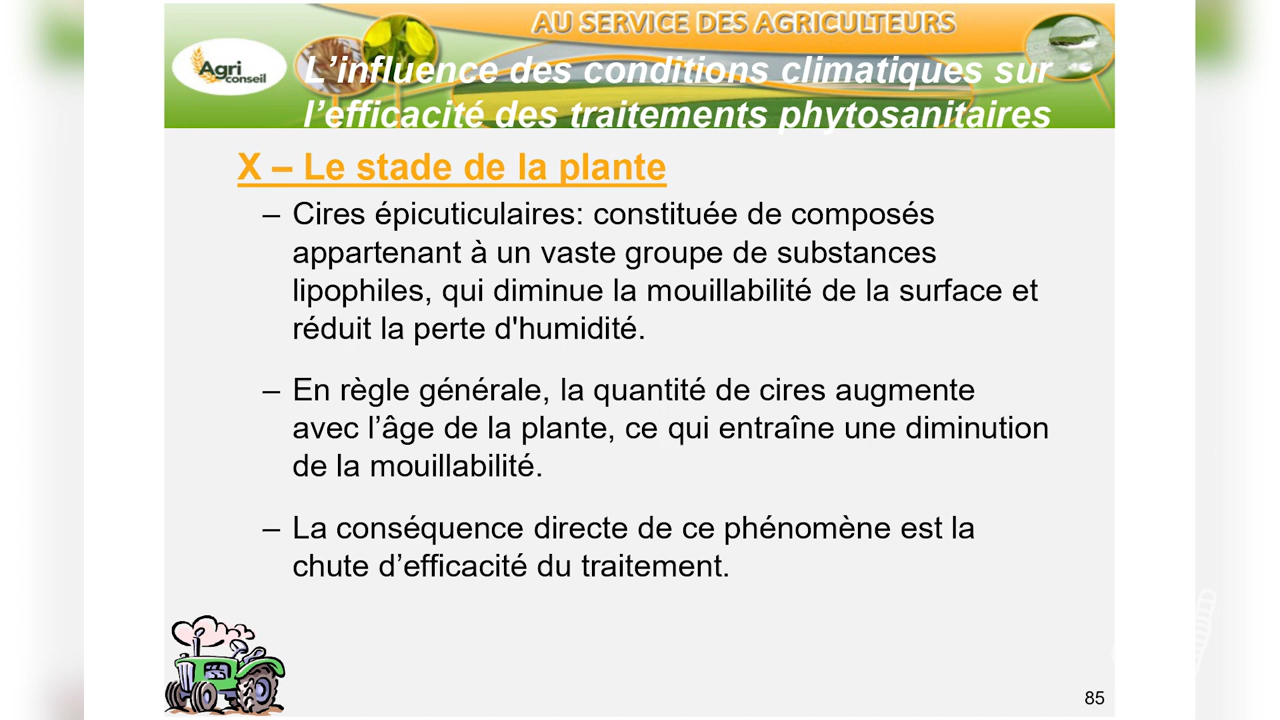 AU SERVICE DES AGRICULTEURS
Agri
conseil
L’influence des conditions climatiques sur
l’efficacité des traitements phytosanitaires
X – Le stade de la plante
– Cires épicuticulaires: constituée de composés
appartenant à un vaste groupe de substances
lipophiles, qui diminue la mouillabilité de la surface et
réduit la perte d'humidité.
– En règle générale, la quantité de cires augmente
avec l’âge de la plante, ce qui entraîne une diminution
de la mouillabilité.
– La conséquence directe de ce phénomène est la
chute d’efficacité du traitement.
85